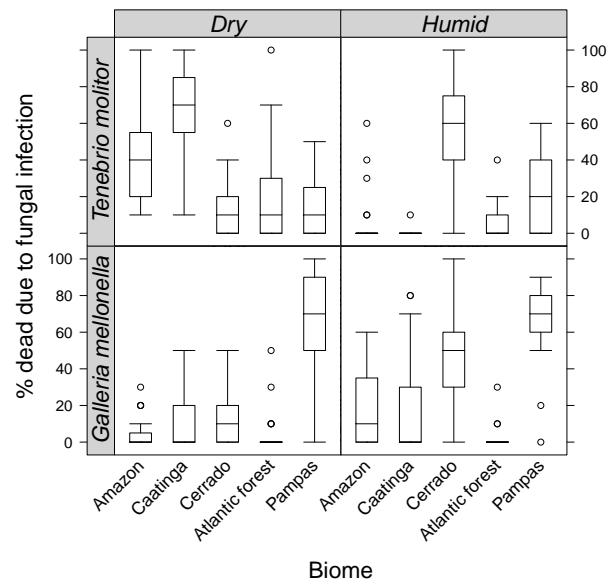 Dry
Humid
% dead due to fungal infection
Tenebrio molitor
100
80
60
40
20
0
Galleria mellonella
100
80
60
40
20
0
Amazon
Caatinga
Cerrado
Atlantic forest
Pampas
Amazon
Caatinga
Cerrado
Atlantic forest
Pampas
Biome